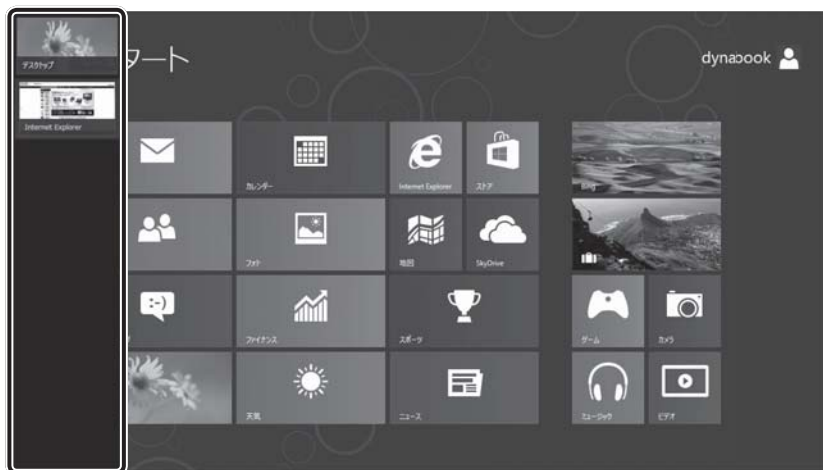 デスクトップ
Internet Explorer
タート
dynabook
カレンダー
Internet Explorer
ストア
Bing
フォト
地図
SkyDrive
ファイナンス
スポーツ
ゲーム
カメラ
天気
ニュース
ミュージック
ビデオ